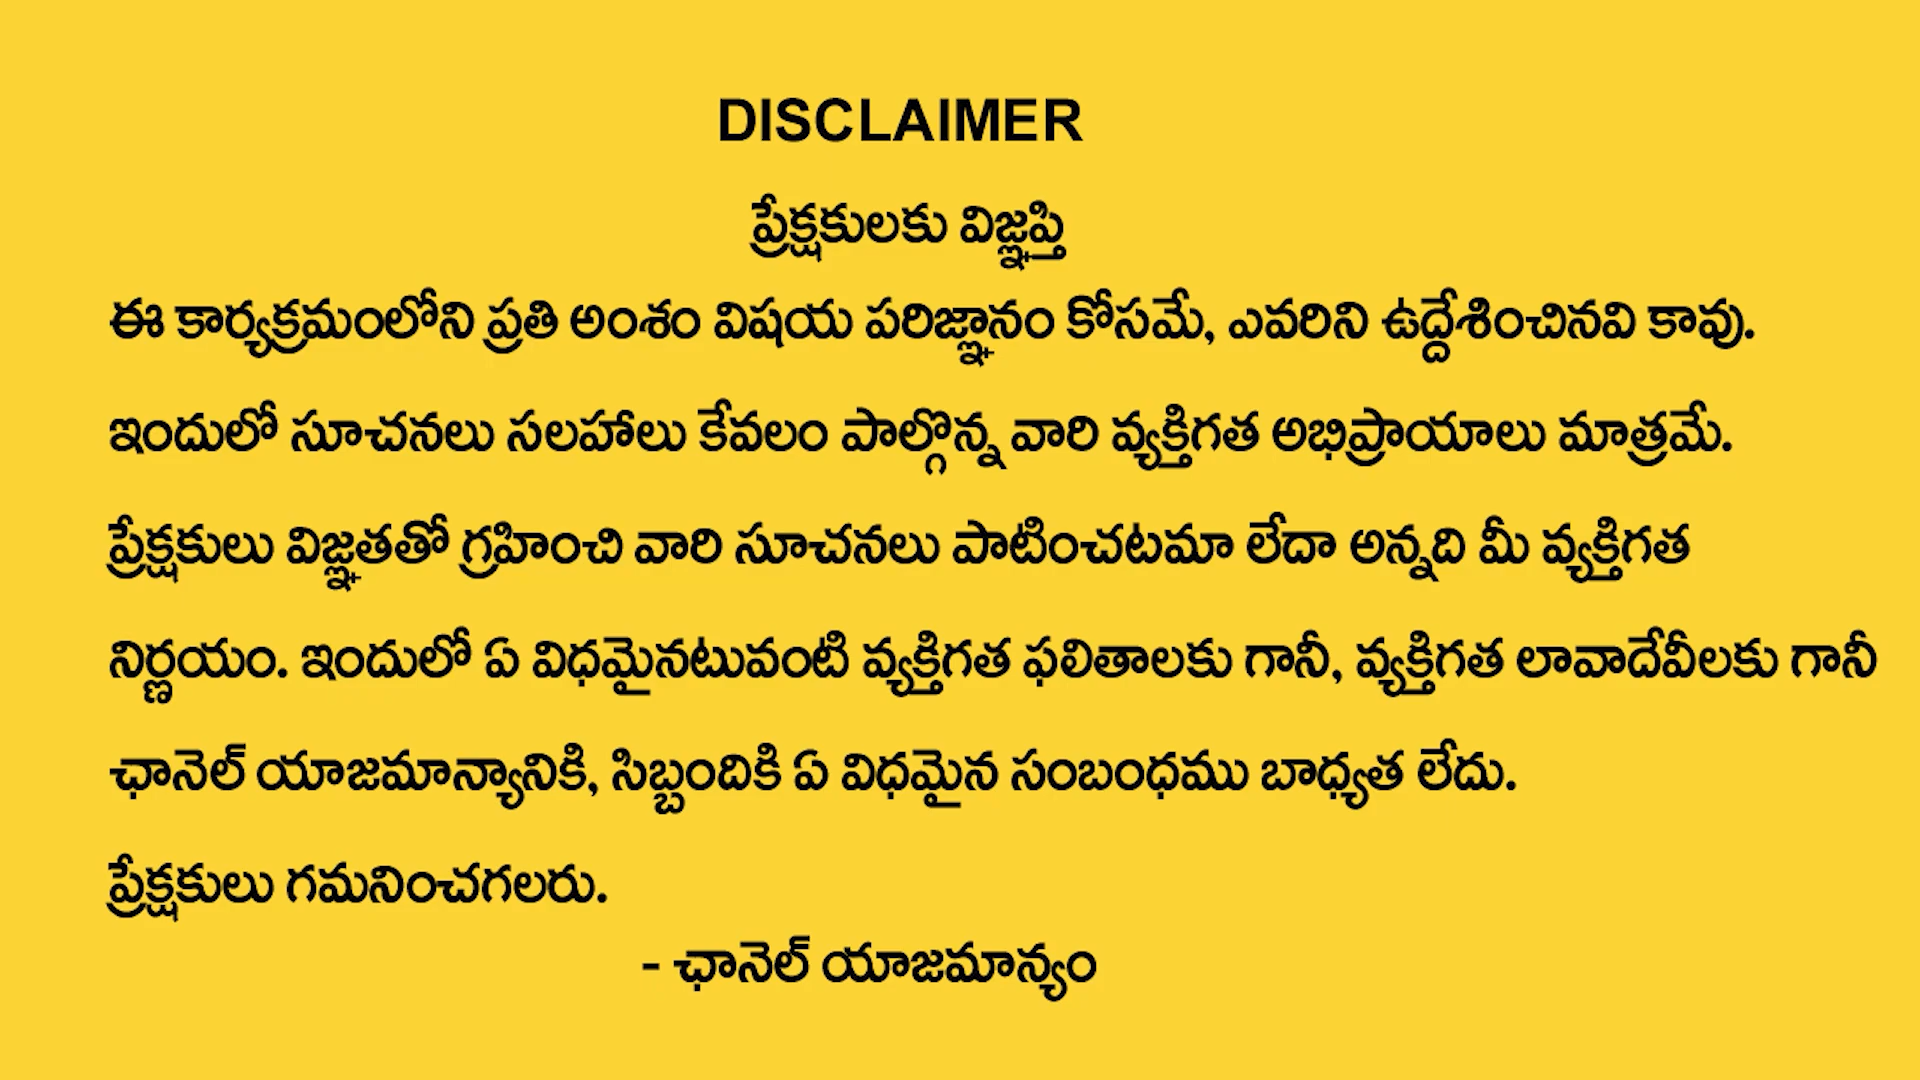 DISCLAIMER
ప్రేక్షకులకు విజ్ఞప్తి
ఈ కార్యక్రమంలోని ప్రతి అంశం విషయ పరిజ్ఞానం కోసమే, ఎవరిని ఉద్దేశించినవి కావు.
ఇందులో సూచనలు సలహాలు కేవలం పాల్గొన్న వారి వ్యక్తిగత అభిప్రాయాలు మాత్రమే.
ప్రేక్షకులు విజ్ఞతతో గ్రహించి వారి సూచనలు పాటించటమా లేదా అన్నది మీ వ్యక్తిగత
నిర్ణయం. ఇందులో ఏ విధమైనటువంటి వ్యక్తిగత ఫలితాలకు గానీ, వ్యక్తిగత లావాదేవీలకు గానీ
ఛానెల్ యాజమాన్యానికి, సిబ్బందికి ఏ విధమైన సంబంధము బాధ్యత లేదు.
ప్రేక్షకులు గమనించగలరు.
- ఛానెల్ యాజమాన్యం